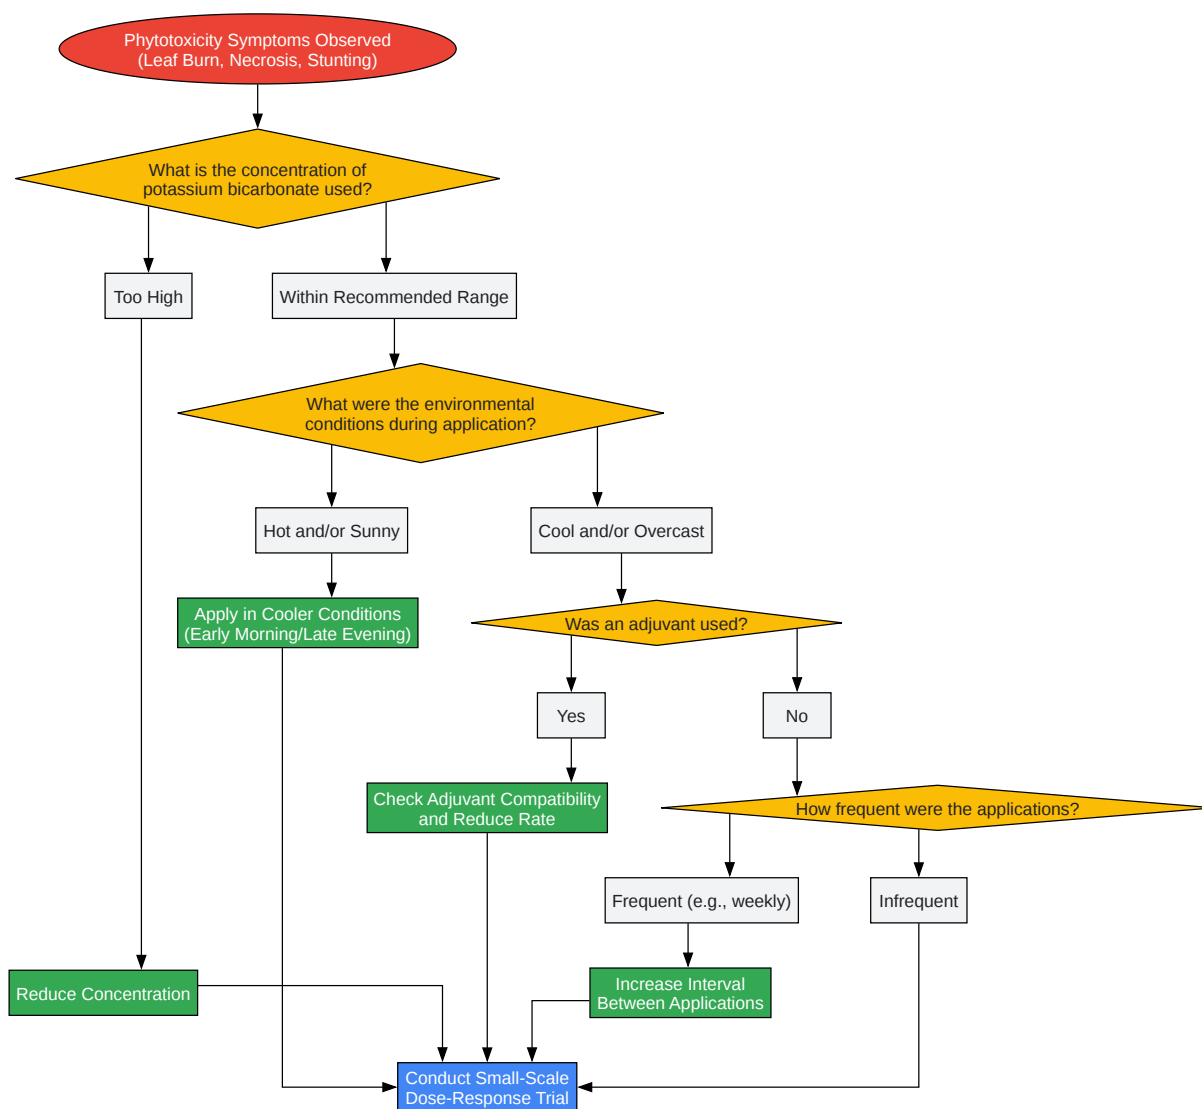 Phytotoxicity Symptoms Observed
(Leaf Burn, Necrosis, Stunting)
What is the concentration of
potassium bicarbonate used?
Too High
Within Recommended Range
What were the environmental
conditions during application?
Hot and/or Sunny
Cool and/or Overcast
Apply in Cooler Conditions
(Early Morning/Late Evening)
Was an adjuvant used?
Yes
No
Check Adjuvant Compatibility
and Reduce Rate
How frequent were the applications?
Frequent (e.g., weekly)
Infrequent
Reduce Concentration
Increase Interval
Between Applications
Conduct Small-Scale
Dose-Response Trial